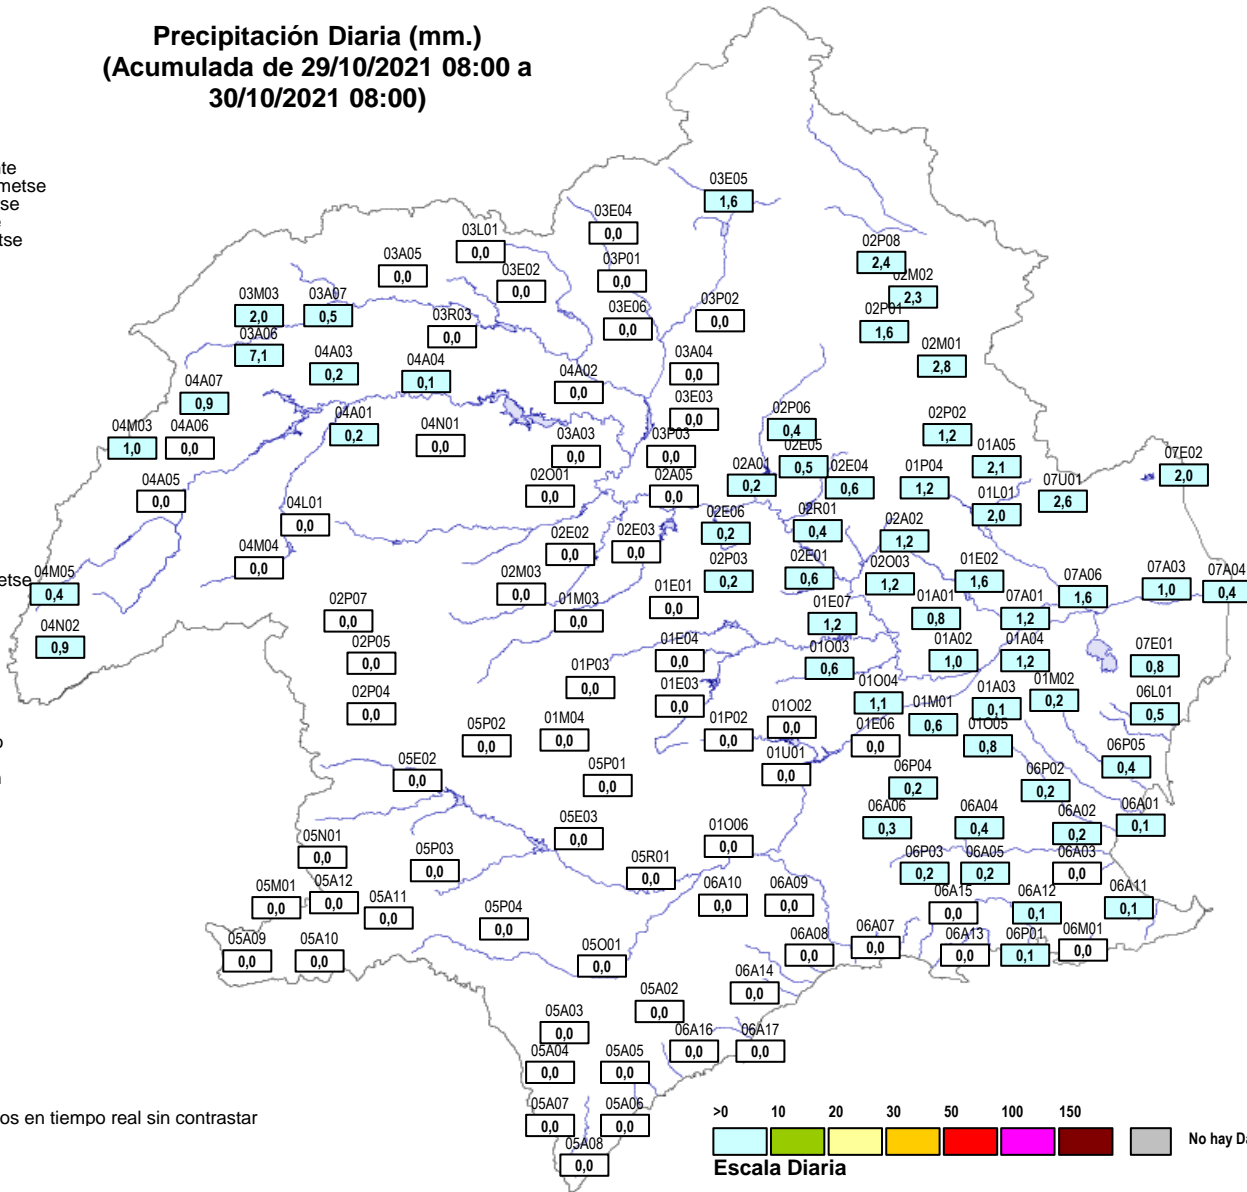 Precipitación Diaria (mm.)
(Acumulada de 29/10/2021 08:00 a
30/10/2021 08:00)
03E05
1,6
03E04
0,0
03L01
0,0
03A05
0,0
03E02
0,0
03P01
0,0
02P08
2,4
02M02
2,3
03M03
2,0
03A07
0,5
03R03
0,0
03E06
0,0
03P02
0,0
02P01
1,6
03A06
7,1
04A03
0,2
04A04
0,1
04A02
0,0
03A04
0,0
02M01
2,8
04A07
0,9
03E03
0,0
04M03
1,0
04A06
0,0
04A01
0,2
04N01
0,0
03A03
0,0
03P03
0,0
02P06
0,4
02P02
1,2
02E05
0,5
01A05
2,1
07E02
2,0
04A05
0,0
02O01
0,0
02A05
0,0
02A01
0,2
02E04
0,6
01P04
1,2
07U01
2,6
01L01
2,0
04L01
0,0
02E06
0,2
02R01
0,4
02A02
1,2
02E02
0,0
02E03
0,0
04M04
0,0
02M03
0,0
02P03
0,2
02E01
0,6
02O03
1,2
01E02
1,6
07A06
1,6
07A03
1,0
07A04
0,4
04M05
0,4
01M03
0,0
01E01
0,0
01E07
1,2
01A01
0,8
07A01
1,2
02P07
0,0
04N02
0,9
02P05
0,0
01E04
0,0
01O03
0,6
01A02
1,0
01A04
1,2
07E01
0,8
01P03
0,0
01E03
0,0
01O04
1,1
01A03
0,1
01M02
0,2
06L01
0,5
02P04
0,0
05P02
0,0
01M04
0,0
01P02
0,0
01O02
0,0
01E06
0,0
01M01
0,6
01O05
0,8
05E02
0,0
05P01
0,0
01U01
0,0
06P04
0,2
06P02
0,2
06P05
0,4
05E03
0,0
01O06
0,0
06A06
0,3
06A04
0,4
06A02
0,2
06A01
0,1
05N01
0,0
05P03
0,0
05R01
0,0
06P03
0,2
06A05
0,2
06A03
0,0
05M01
0,0
05A12
0,0
05A11
0,0
06A10
0,0
06A09
0,0
06A15
0,0
06A12
0,1
06A11
0,1
05P04
0,0
05A09
0,0
05A10
0,0
05O01
0,0
06A08
0,0
06A07
0,0
06A13
0,0
06P01
0,1
06M01
0,0
06A14
0,0
05A02
0,0
05A03
0,0
06A16
0,0
06A17
0,0
05A04
0,0
05A05
0,0
05A07
0,0
05A06
0,0
05A08
0,0
en tiempo real sin contrastar
>0 10 20 30 50 100 150
No hay
Escala Diaria